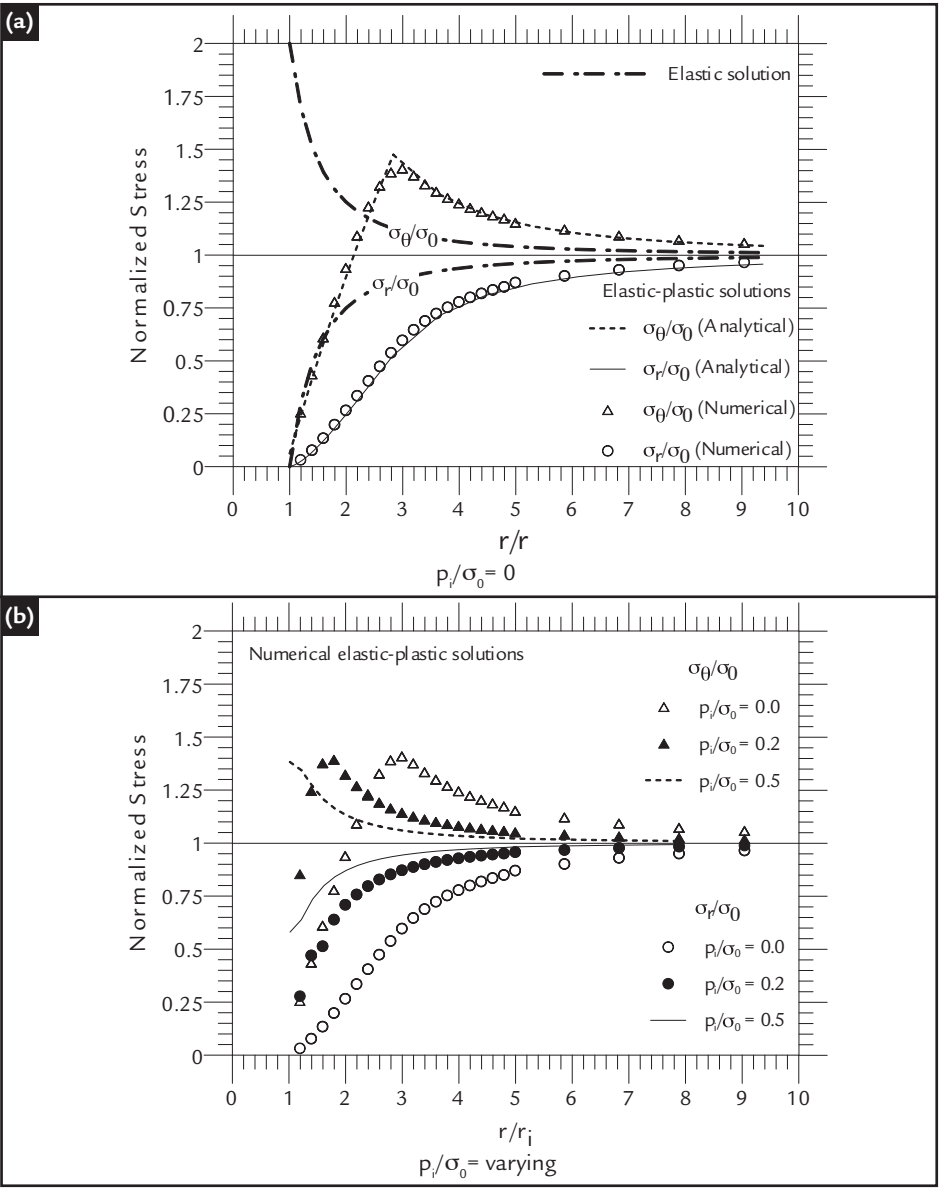 (a)
2
1.75
1.5
1.25
1
0.75
0.5
0.25
0
Normalized Stress
Elastic solution
σθ/σ0
σr/σ0
Elastic-plastic solutions
σθ/σ0 (Analytical)
σr/σ0 (Analytical)
σθ/σ0 (Numerical)
σr/σ0 (Numerical)
0 1 2 3 4 5 6 7 8 9 10
r/r
pi/σ0= 0
(b)
2
1.75
1.5
1.25
1
0.75
0.5
0.25
0
Normalized Stress
Numerical elastic-plastic solutions
σθ/σ0
pi/σ0= 0.0
pi/σ0= 0.2
pi/σ0= 0.5
σr/σ0
pi/σ0= 0.0
pi/σ0= 0.2
pi/σ0= 0.5
0 1 2 3 4 5 6 7 8 9 10
r/ri
pi/σ0= varying